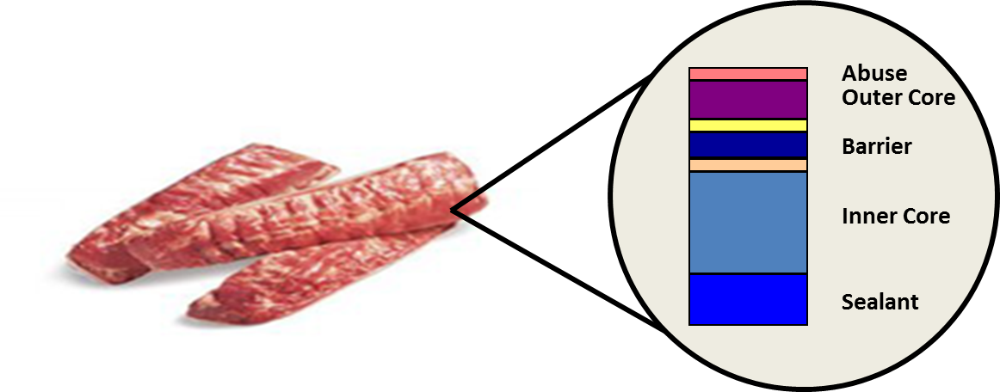 Abuse
Outer Core
Barrier
Inner Core
Sealant